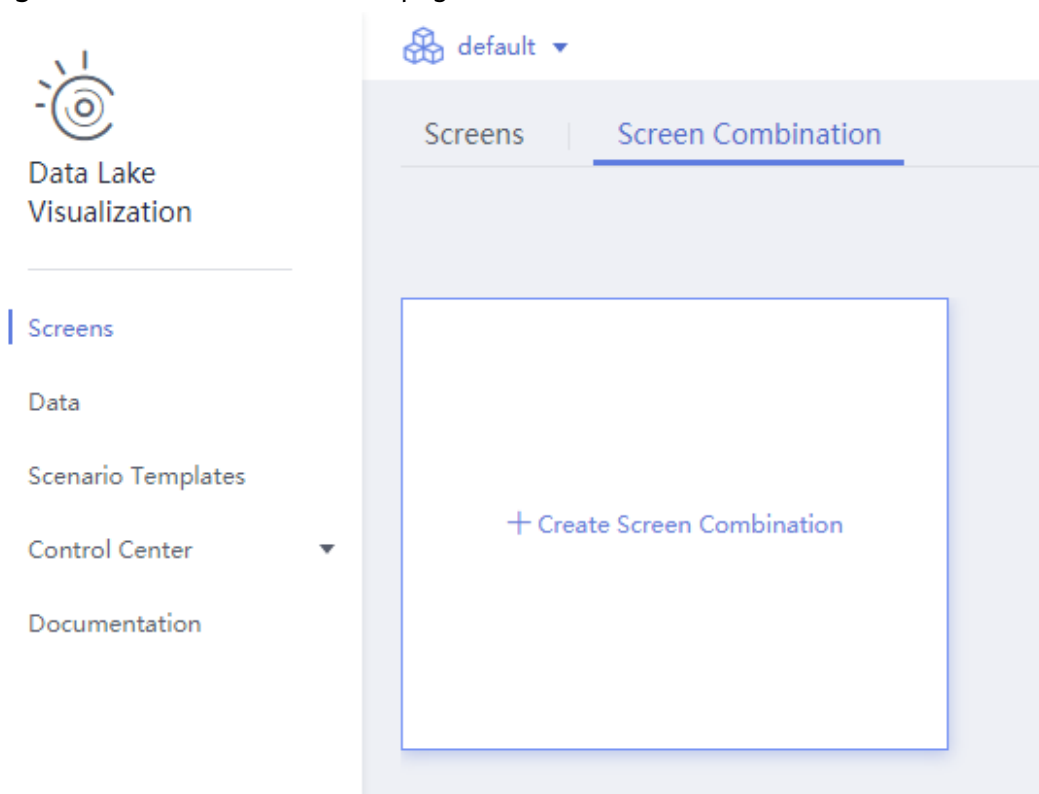 default
Screens
Screen Combination
Data Lake
Visualization
Screens
Data
Scenario Templates
Control Center
Documentation
+ Create Screen Combination